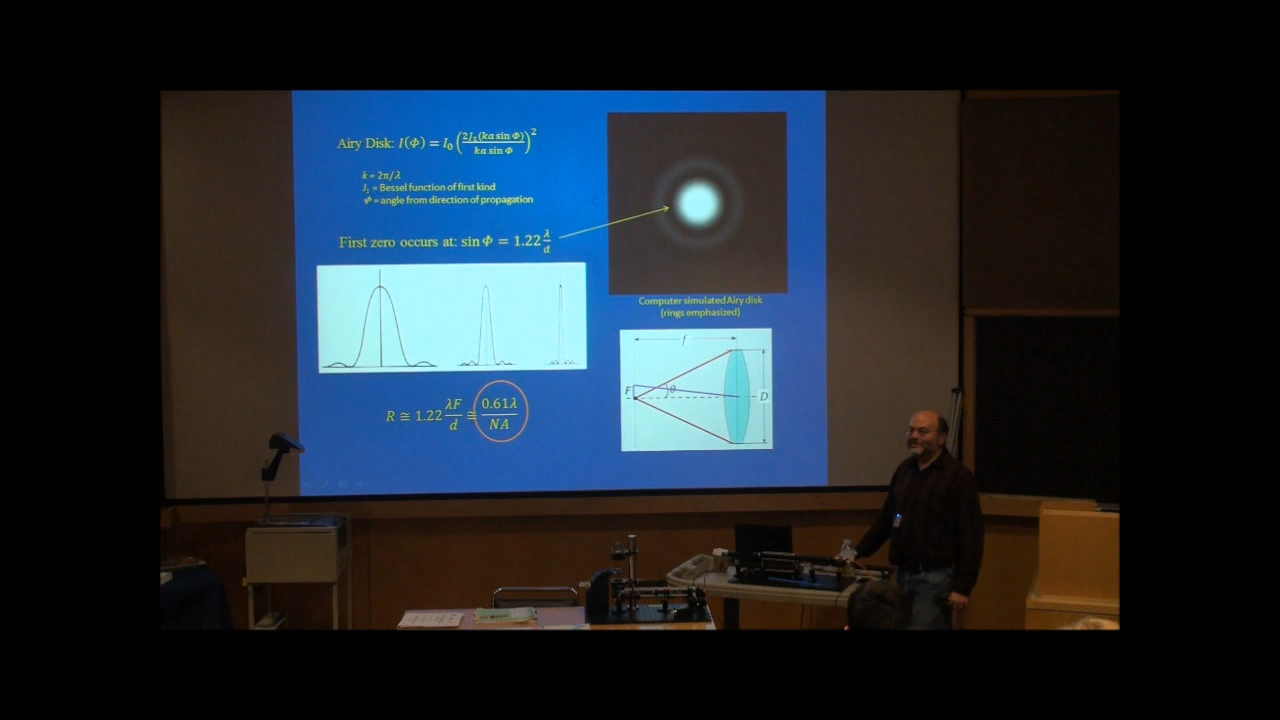 Airy Disk: I(Φ) = I₀ (2J₁(ka sin Φ) / ka sin Φ)²
k = 2π/λ
J₁ = Bessel function of first kind
Φ = angle from direction of propagation
First zero occurs at: sin Φ = 1.22 λ/d
Computer simulated Airy disk
(rings emphasized)
f
F
θ
D
R ≅ 1.22 λF/d ≅ 0.61λ/NA